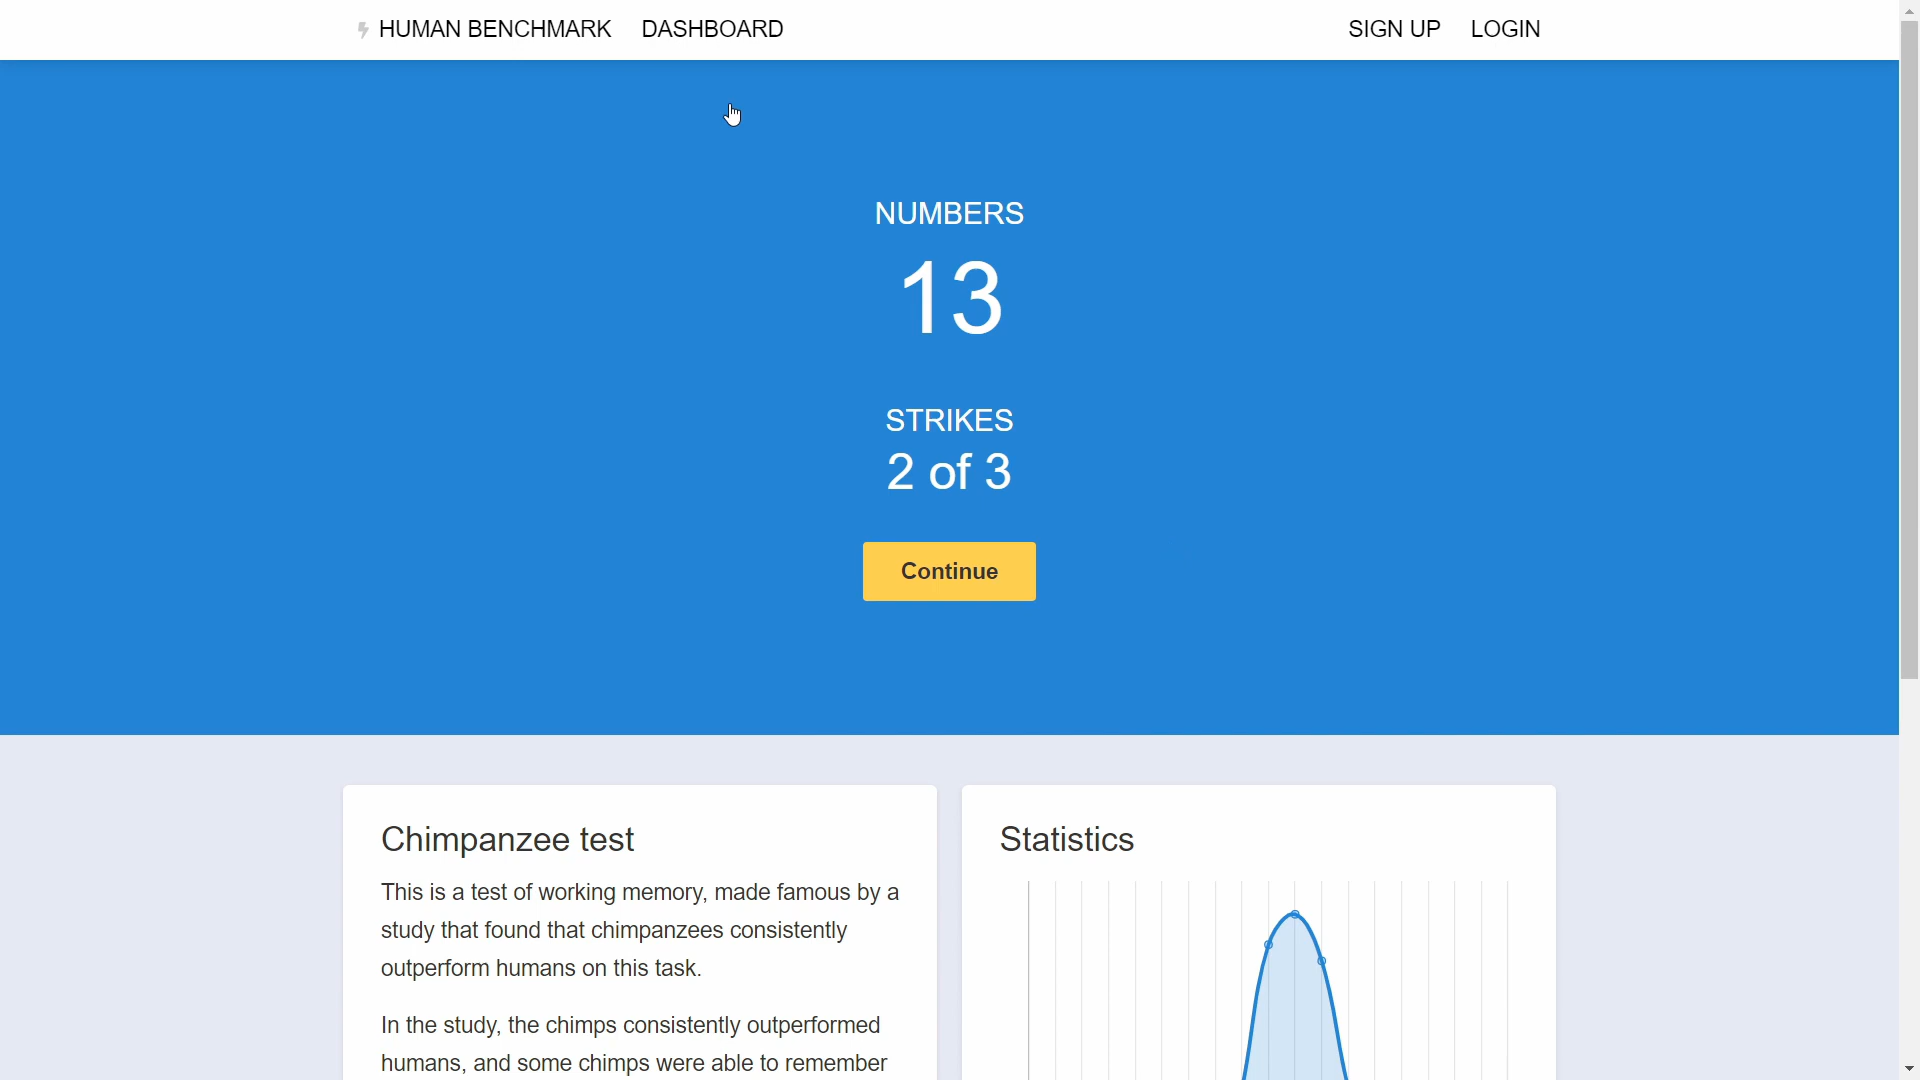 HUMAN BENCHMARK DASHBOARD SIGN UP LOGIN
NUMBERS
13
STRIKES
2 of 3
Continue
Chimpanzee test
This is a test of working memory, made famous by a
study that found that chimpanzees consistently
outperform humans on this task.
In the study, the chimps consistently outperformed
humans, and some chimps were able to remember
Statistics